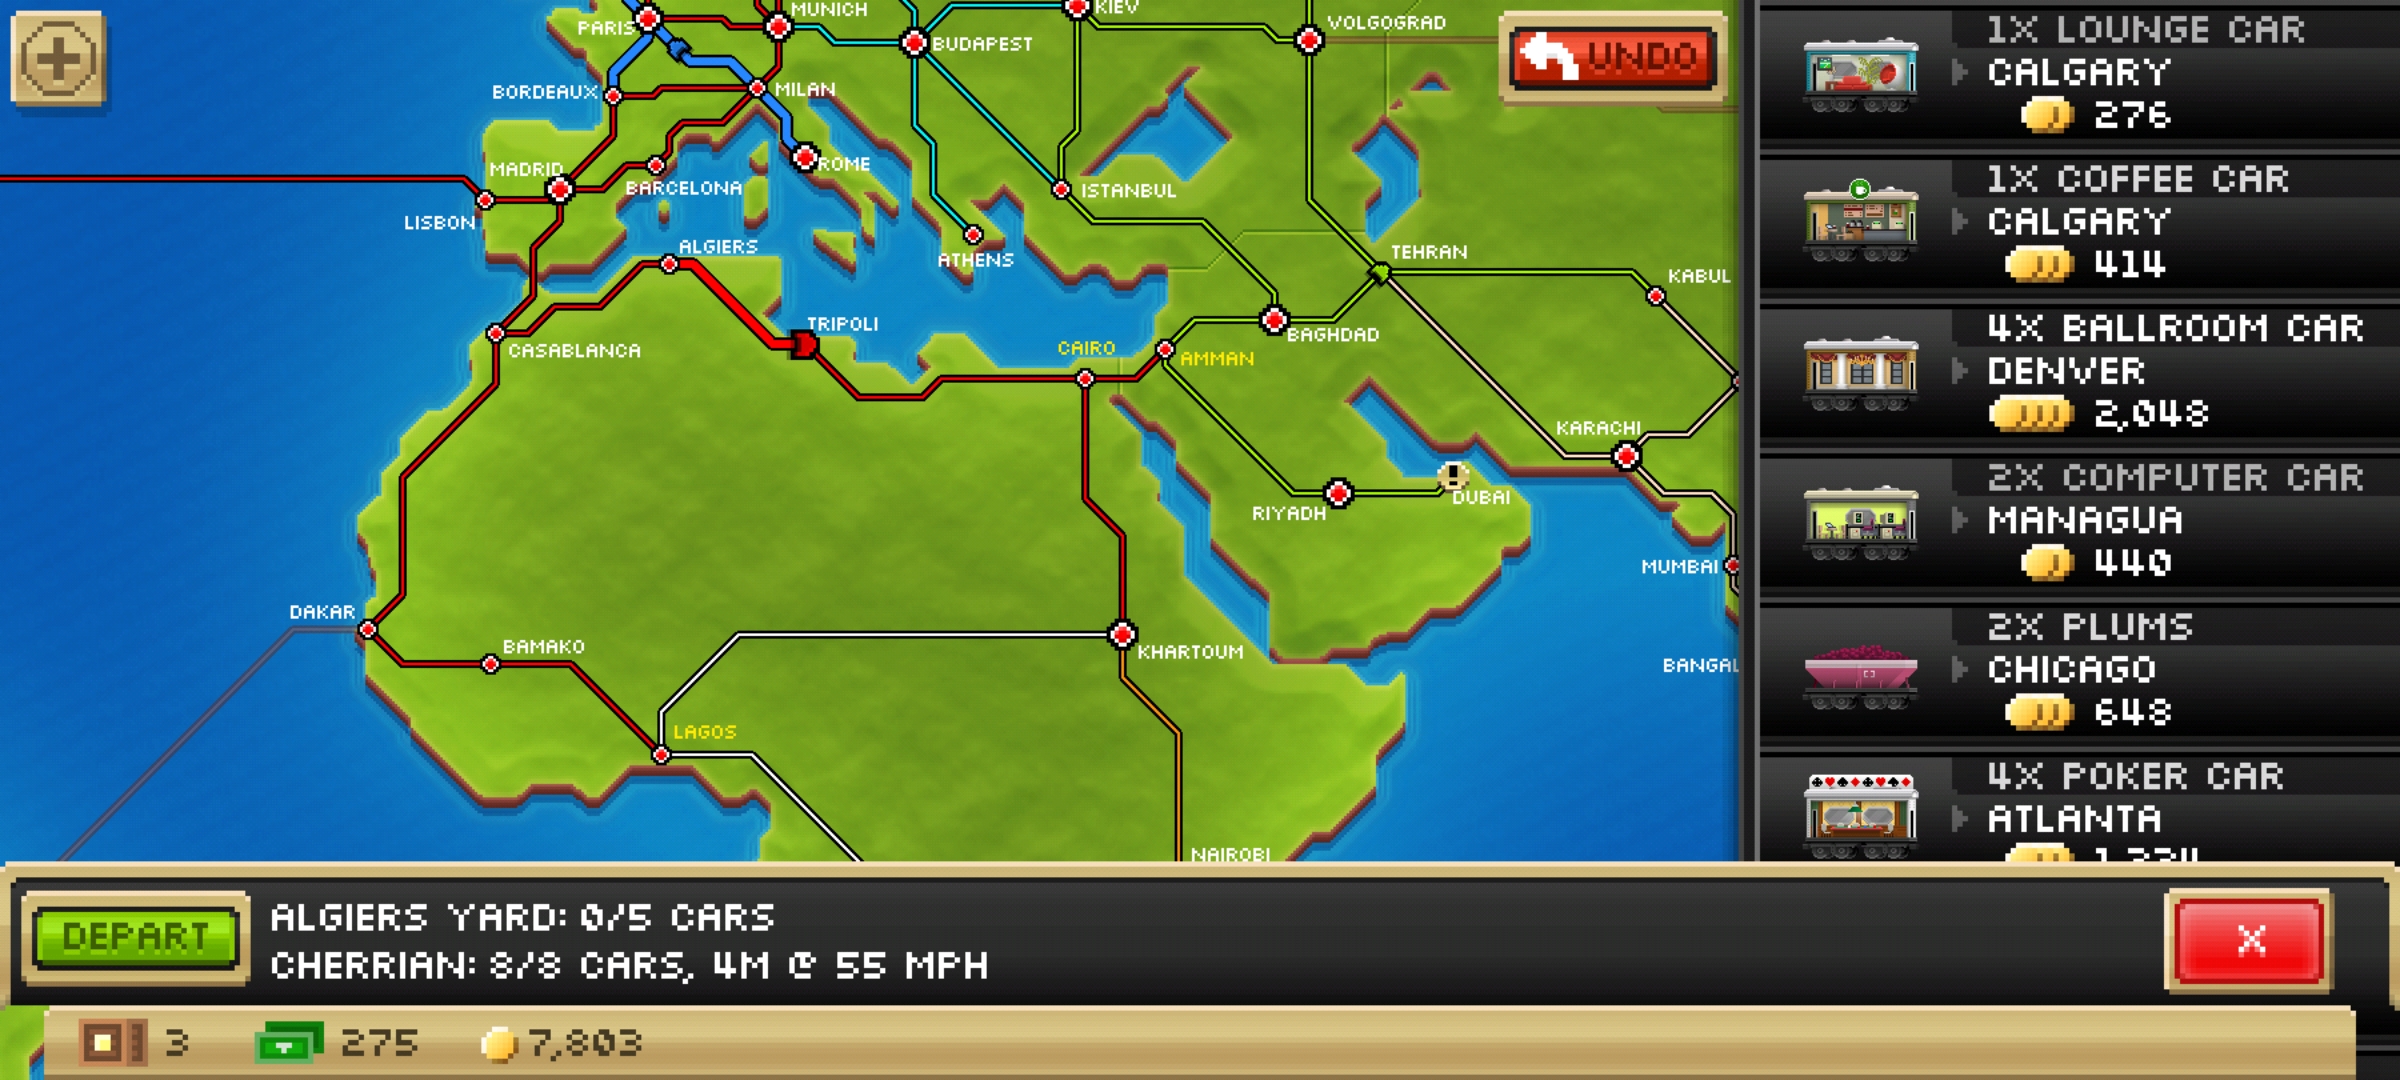 PARIS
MUNICH
KIEV
VOLGOGRAD
BUDAPEST
UNDO
BORDEAUX
MILAN
MADRID
ROME
BARCELONA
ISTANBUL
LISBON
ALGIERS
ATHENS
TEHRAN
KABUL
TRIPOLI
CASABLANCA
CAIRO
AMMAN
BAGHDAD
KARACHI
RIYADH
DUBAI
MUMBAI
DAKAR
BAMAKO
KHARTOUM
BANGAL
LAGOS
NAIROBI
1X LOUNGE CAR
CALGARY
276
1X COFFEE CAR
CALGARY
414
4X BALLROOM CAR
DENVER
2,048
2X COMPUTER CAR
MANAGUA
440
2X PLUMS
CHICAGO
648
4X POKER CAR
ATLANTA
DEPART
ALGIERS YARD: 0/5 CARS
CHERRIAN: 8/8 CARS, 4M @ 55 MPH
X
3
275
7,803